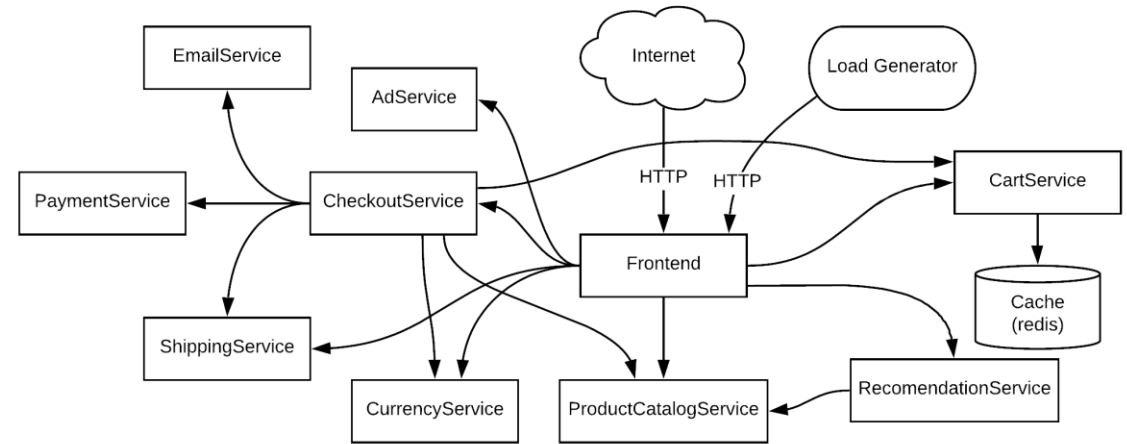 EmailService
Internet
Load Generator
AdService
HTTP
HTTP
CartService
PaymentService
CheckoutService
Frontend
Cache
(redis)
ShippingService
RecomendationService
CurrencyService
ProductCatalogService